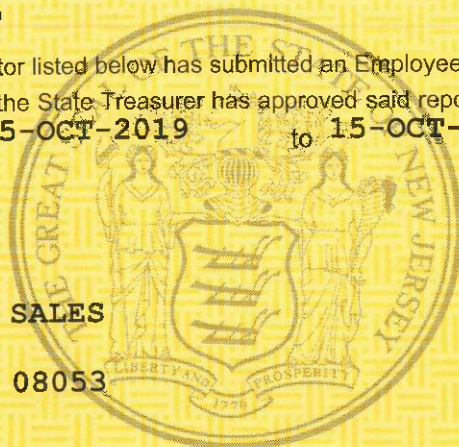 tor listed below has submitted an Employee
the State Treasurer has approved said repo
5-OCT-2019 to 15-OCT-
SALES
08053
THE GREAT SEAL OF THE STATE OF NEW JERSEY
LIBERTY AND PROSPERITY
1776